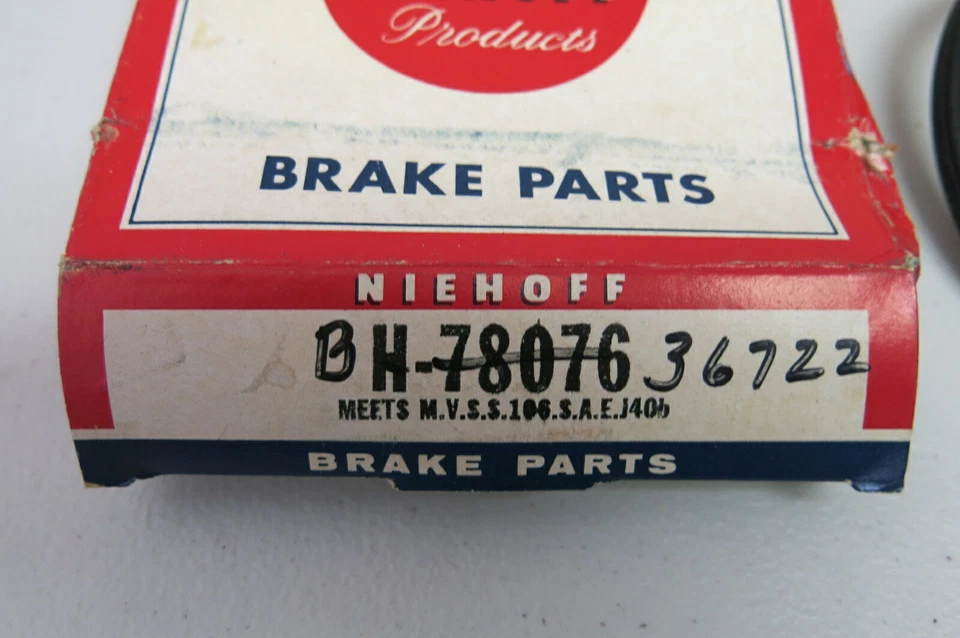 Products
BRAKE PARTS
NIEHOFF
BH-78076 36722
MEETS M.V.S.S.106.S.A.E.J40b
BRAKE PARTS